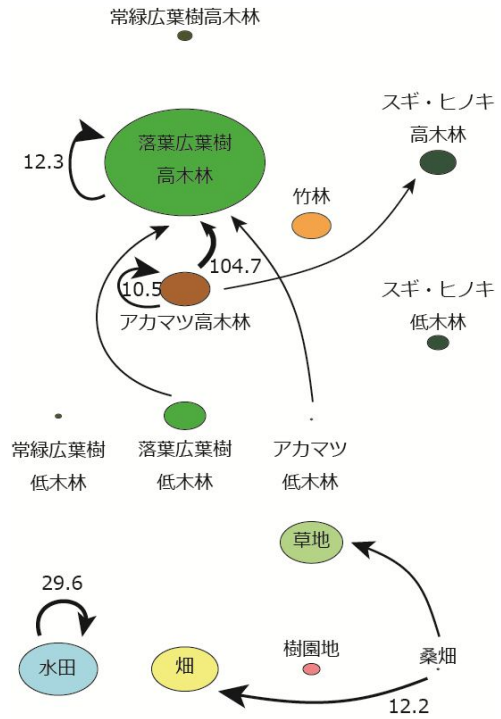 常緑広葉樹高木林
落葉広葉樹
高木林
12.3
スギ・ヒノキ
高木林
竹林
104.7
10.5
アカマツ高木林
スギ・ヒノキ
低木林
常緑広葉樹
低木林
落葉広葉樹
低木林
アカマツ
低木林
草地
29.6
水田
畑
樹園地
桑畑
12.2